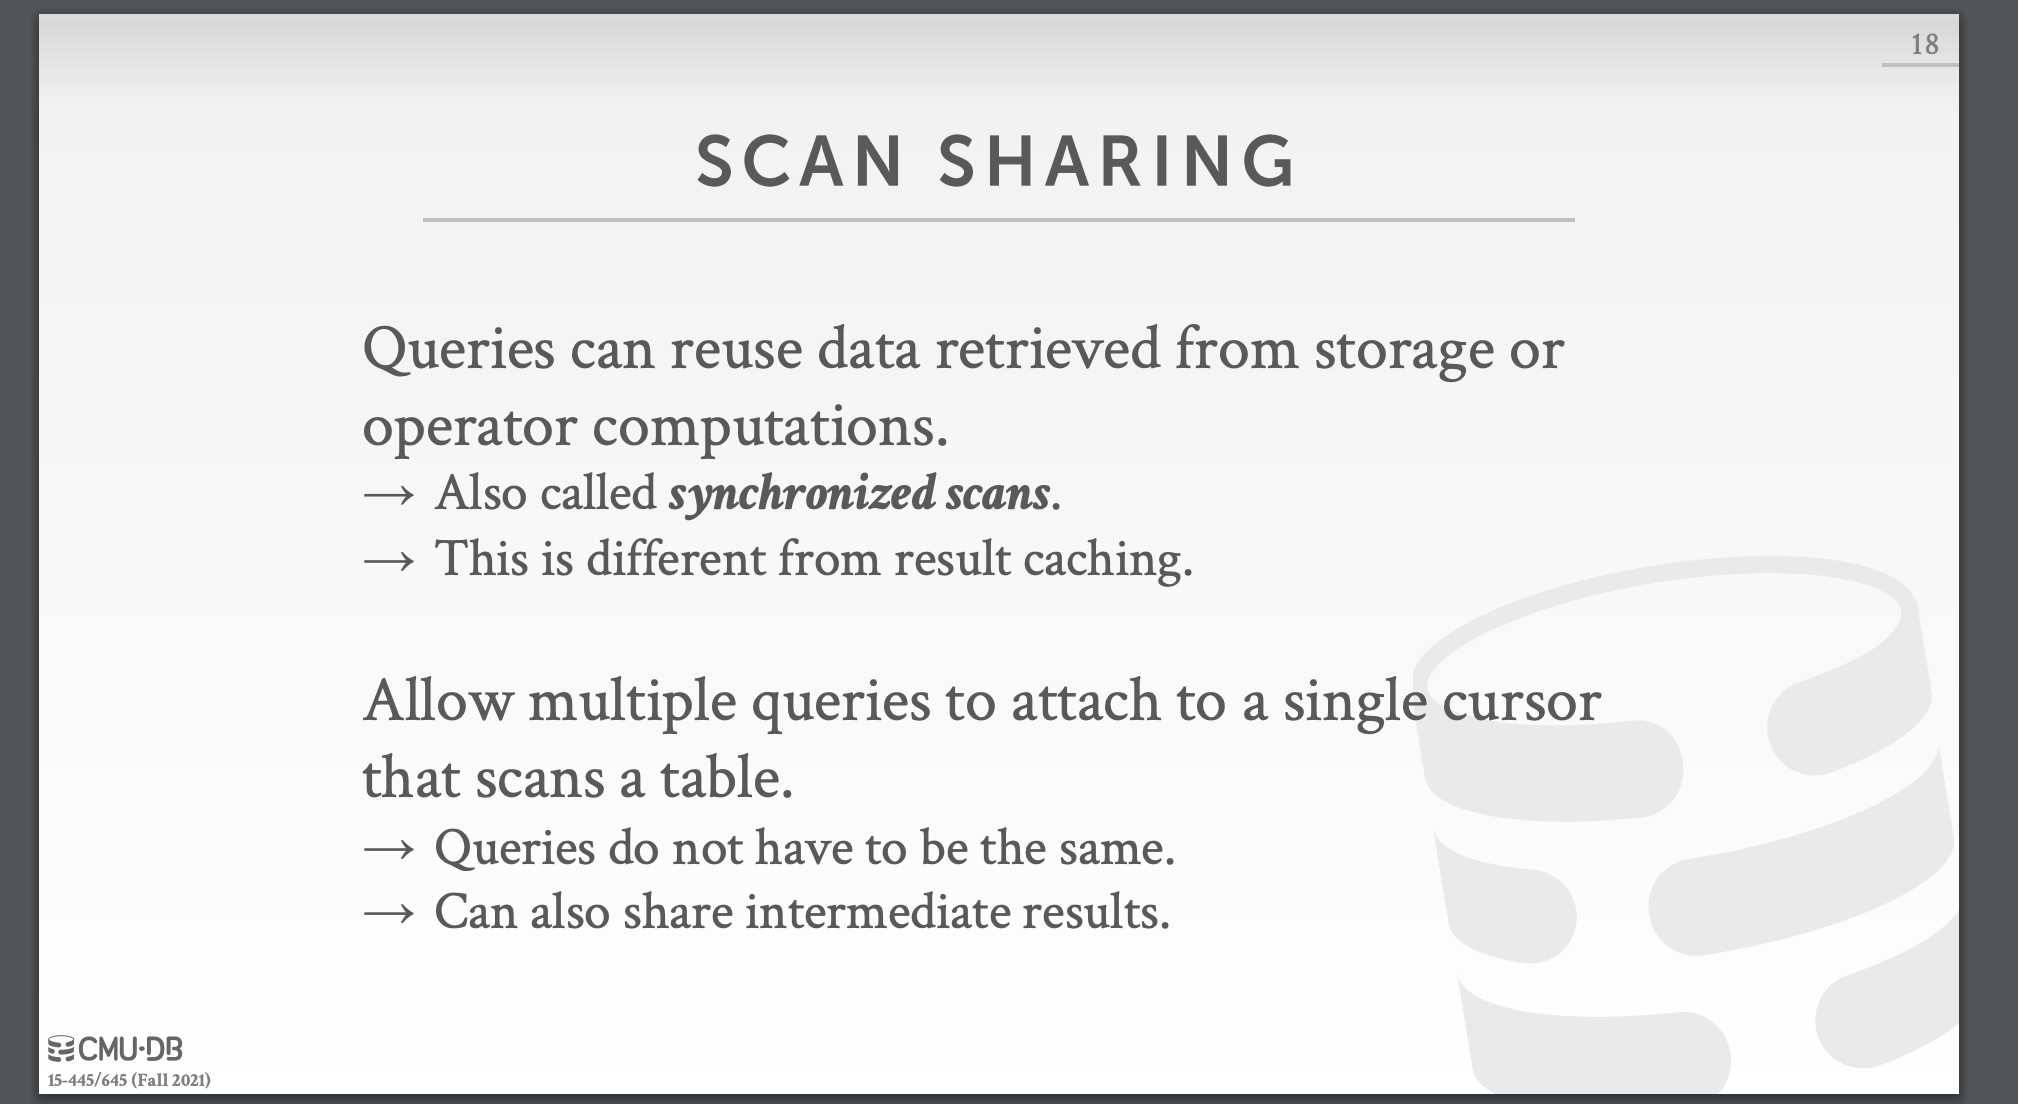 18
SCAN SHARING
Queries can reuse data retrieved from storage or
operator computations.
→ Also called synchronized scans.
→ This is different from result caching.
Allow multiple queries to attach to a single cursor
that scans a table.
→ Queries do not have to be the same.
→ Can also share intermediate results.
CMU·DB
15-445/645 (Fall 2021)